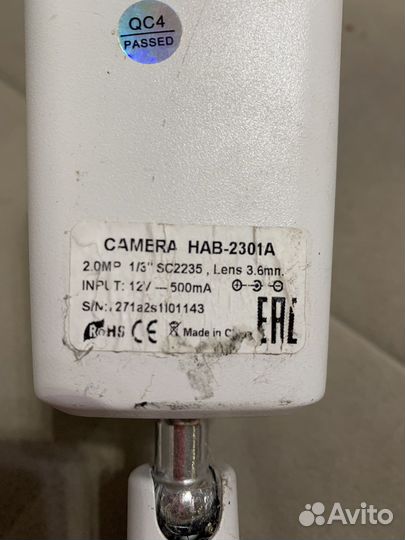 QC4
PASSED
CAMERA HAB-2301A
2.0MP 1/3" SC2235, Lens 3.6mm.
INPUT: 12V 500mA
S/N: 271a2s1I01143
RoHS CE Made in China
EAC
Avito